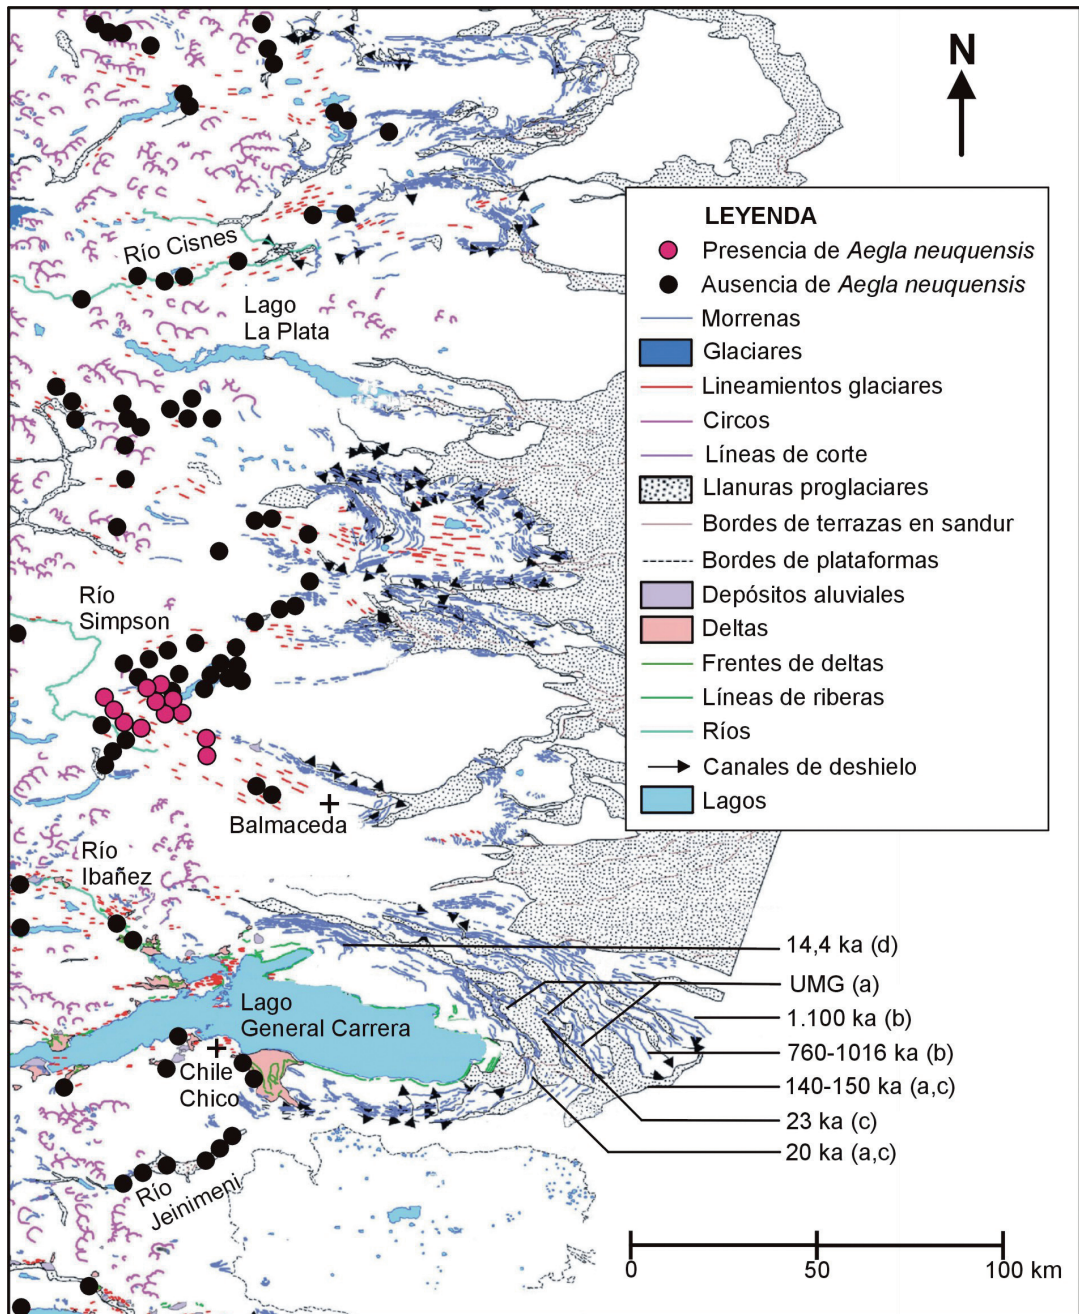 N
LEYENDA
Presencia de Aegla neuquensis
Ausencia de Aegla neuquensis
Morrenas
Glaciares
Lineamientos glaciares
Circos
Líneas de corte
Llanuras proglaciares
Bordes de terrazas en sandur
Bordes de plataformas
Depósitos aluviales
Deltas
Frentes de deltas
Líneas de riberas
Ríos
Canales de deshielo
Lagos
Río Cisnes
Lago
La Plata
Río
Simpson
Balmaceda
Río
Ibañez
Lago
General Carrera
Chile
Chico
Río
Jeinimeni
14,4 ka (d)
UMG (a)
1.100 ka (b)
760-1016 ka (b)
140-150 ka (a,c)
23 ka (c)
20 ka (a,c)
0 50 100 km